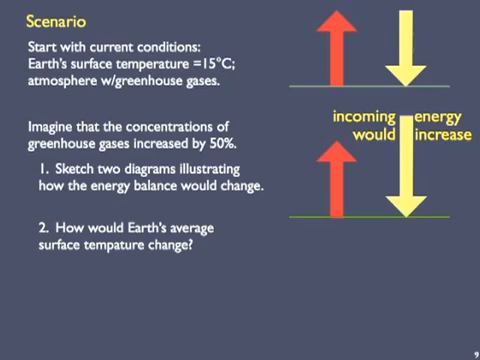 Scenario
Start with current conditions:
Earth's surface temperature =15°C;
atmosphere w/greenhouse gases.
Imagine that the concentrations of
greenhouse gases increased by 50%.
1. Sketch two diagrams illustrating
how the energy balance would change.
2. How would Earth's average
surface tempature change?
incoming energy
would increase
9